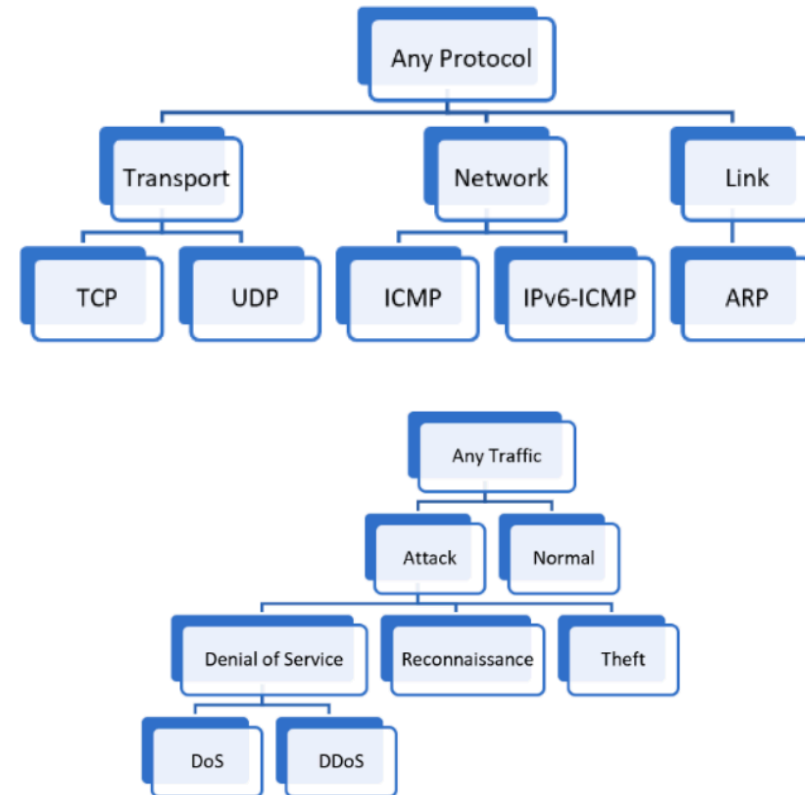 Any Protocol
Transport
Network
Link
TCP
UDP
ICMP
IPv6-ICMP
ARP
Any Traffic
Attack
Normal
Denial of Service
Reconnaissance
Theft
DoS
DDoS